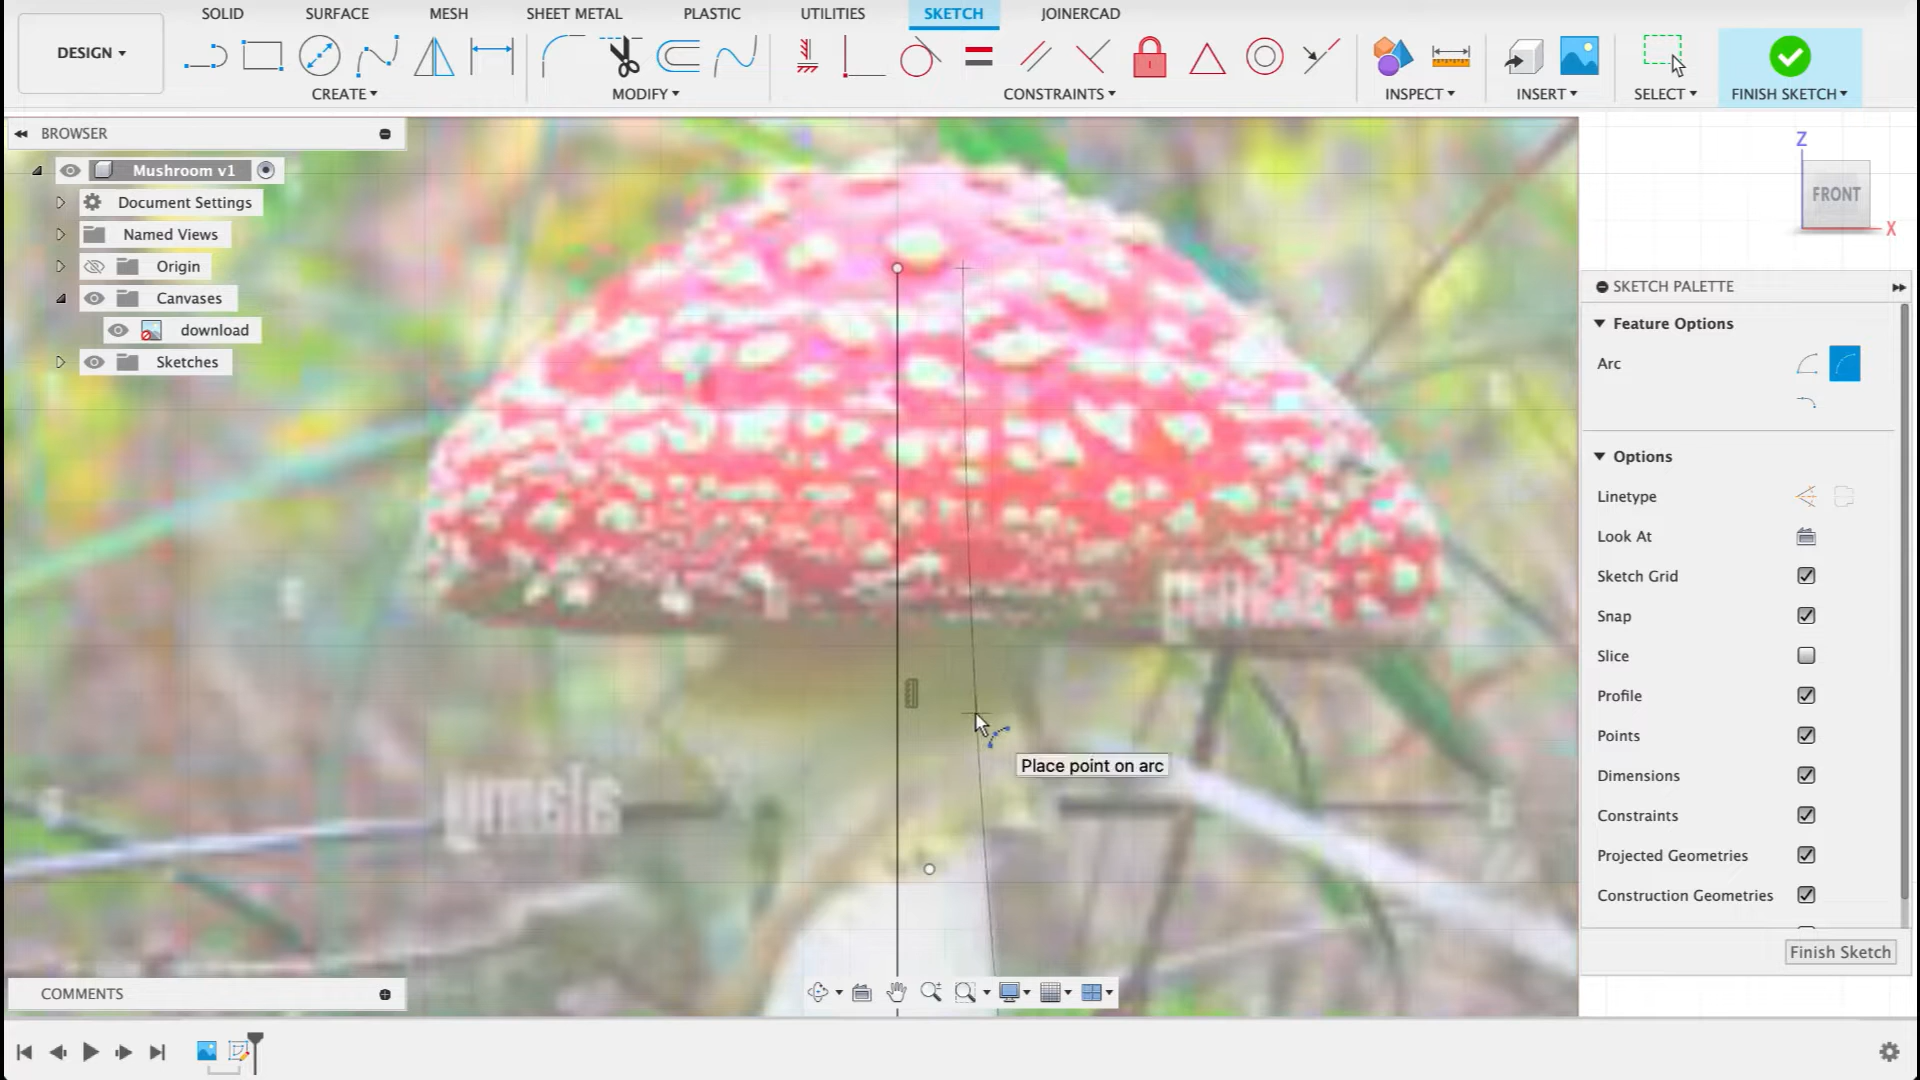 SOLID SURFACE MESH SHEET METAL PLASTIC UTILITIES SKETCH JOINERCAD
DESIGN
CREATE MODIFY CONSTRAINTS INSPECT INSERT SELECT FINISH SKETCH
BROWSER
Mushroom v1
Document Settings
Named Views
Origin
Canvases
download
Sketches
Z
FRONT
X
SKETCH PALETTE
Feature Options
Arc
Options
Linetype
Look At
Sketch Grid
Snap
Slice
Profile
Points
Dimensions
Constraints
Projected Geometries
Construction Geometries
Finish Sketch
Place point on arc
COMMENTS